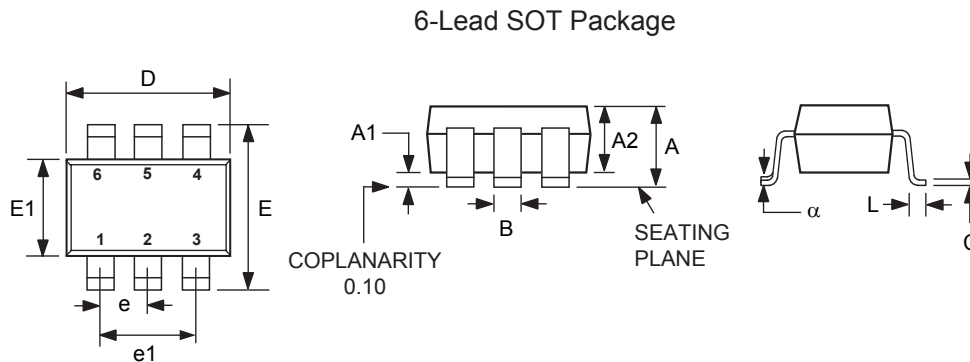 6-Lead SOT Package
D
6 5 4
1 2 3
E1
E
e
e1
A1
A2
A
B
COPLANARITY
0.10
SEATING
PLANE
α
L